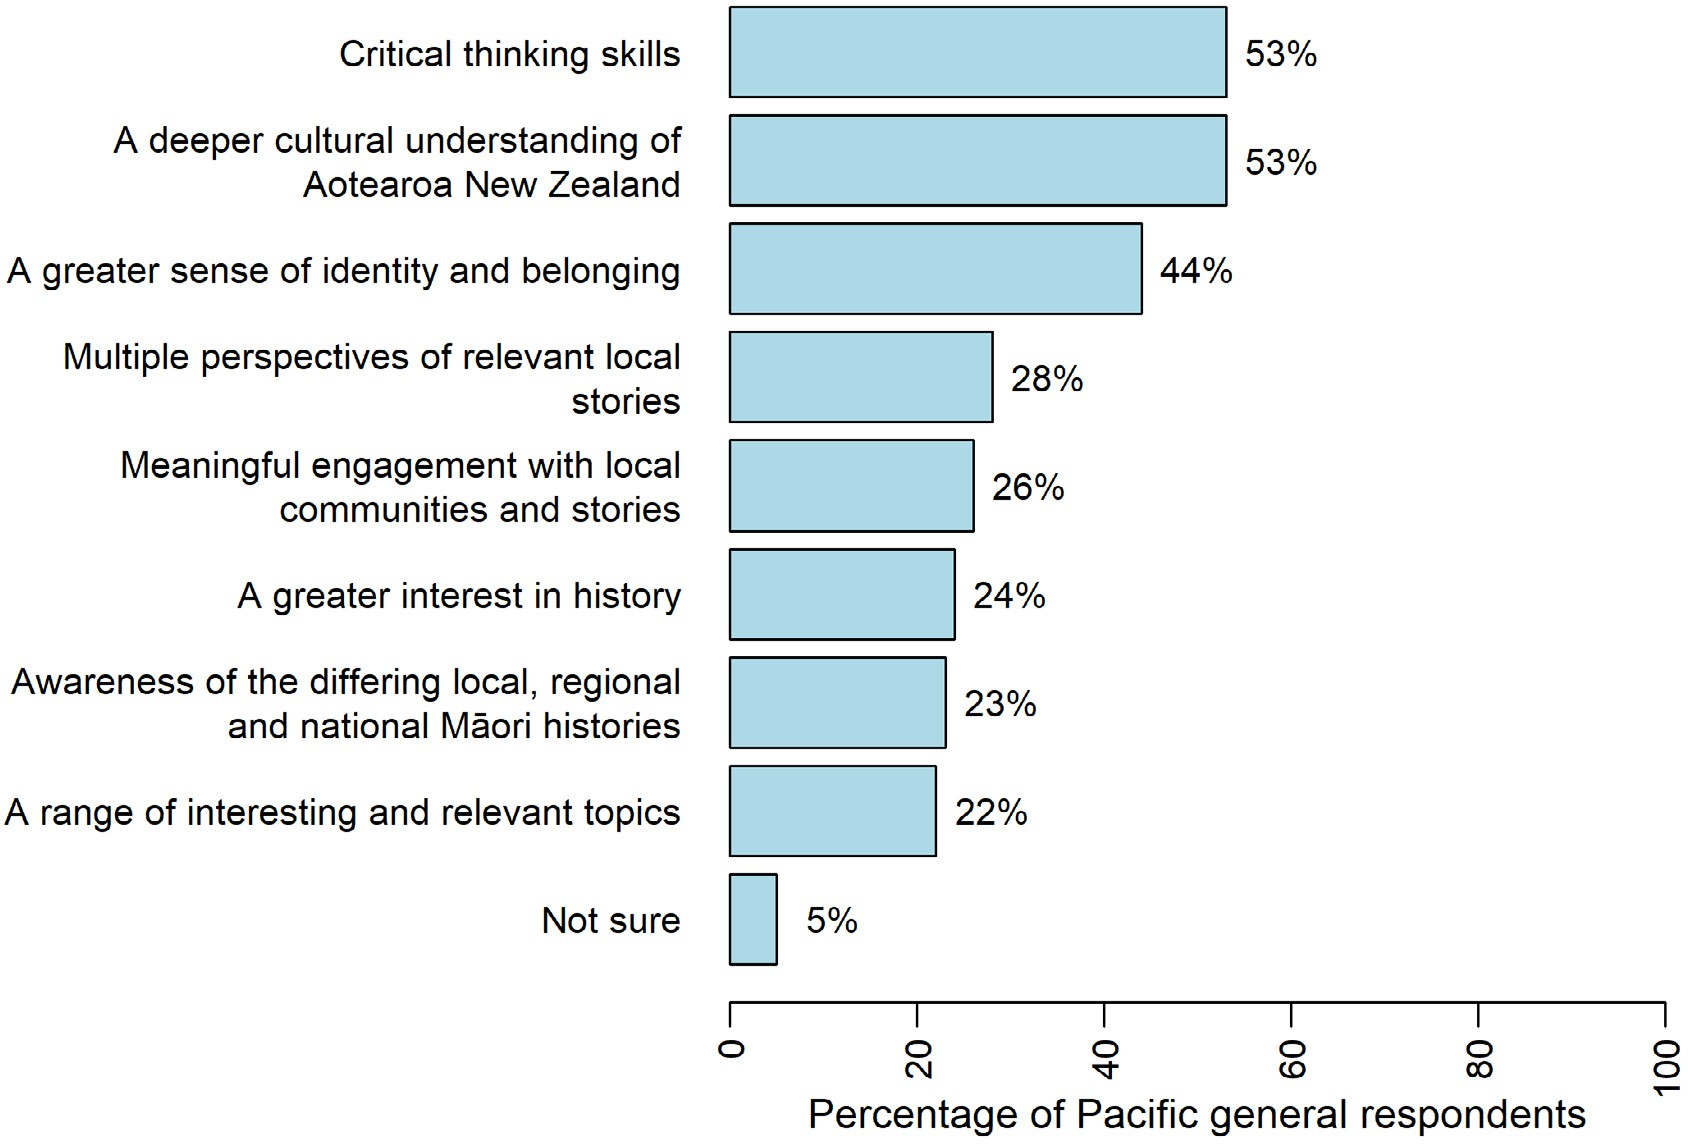 Critical thinking skills
53%
A deeper cultural understanding of
Aotearoa New Zealand
53%
A greater sense of identity and belonging
44%
Multiple perspectives of relevant local
stories
28%
Meaningful engagement with local
communities and stories
26%
A greater interest in history
24%
Awareness of the differing local, regional
and national Māori histories
23%
A range of interesting and relevant topics
22%
Not sure
5%
0
20
40
60
80
100
Percentage of Pacific general respondents